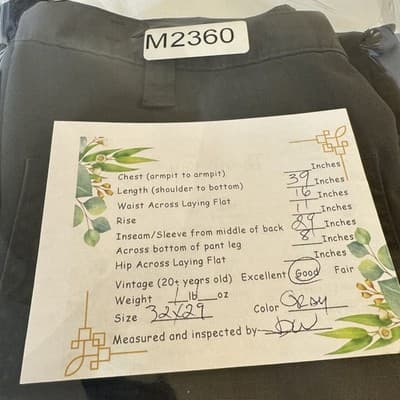 M2360
Chest (armpit to armpit) Inches
Length (shoulder to bottom) 39 Inches
Waist Across Laying Flat 16 Inches
Rise 11 Inches
Inseam/Sleeve from middle of back 29 Inches
Across bottom of pant leg 8 Inches
Hip Across Laying Flat Inches
Vintage (20+ years old) Excellent Good Fair
Weight 1 lb oz
Size 32X29 Color Gray
Measured and inspected by DW